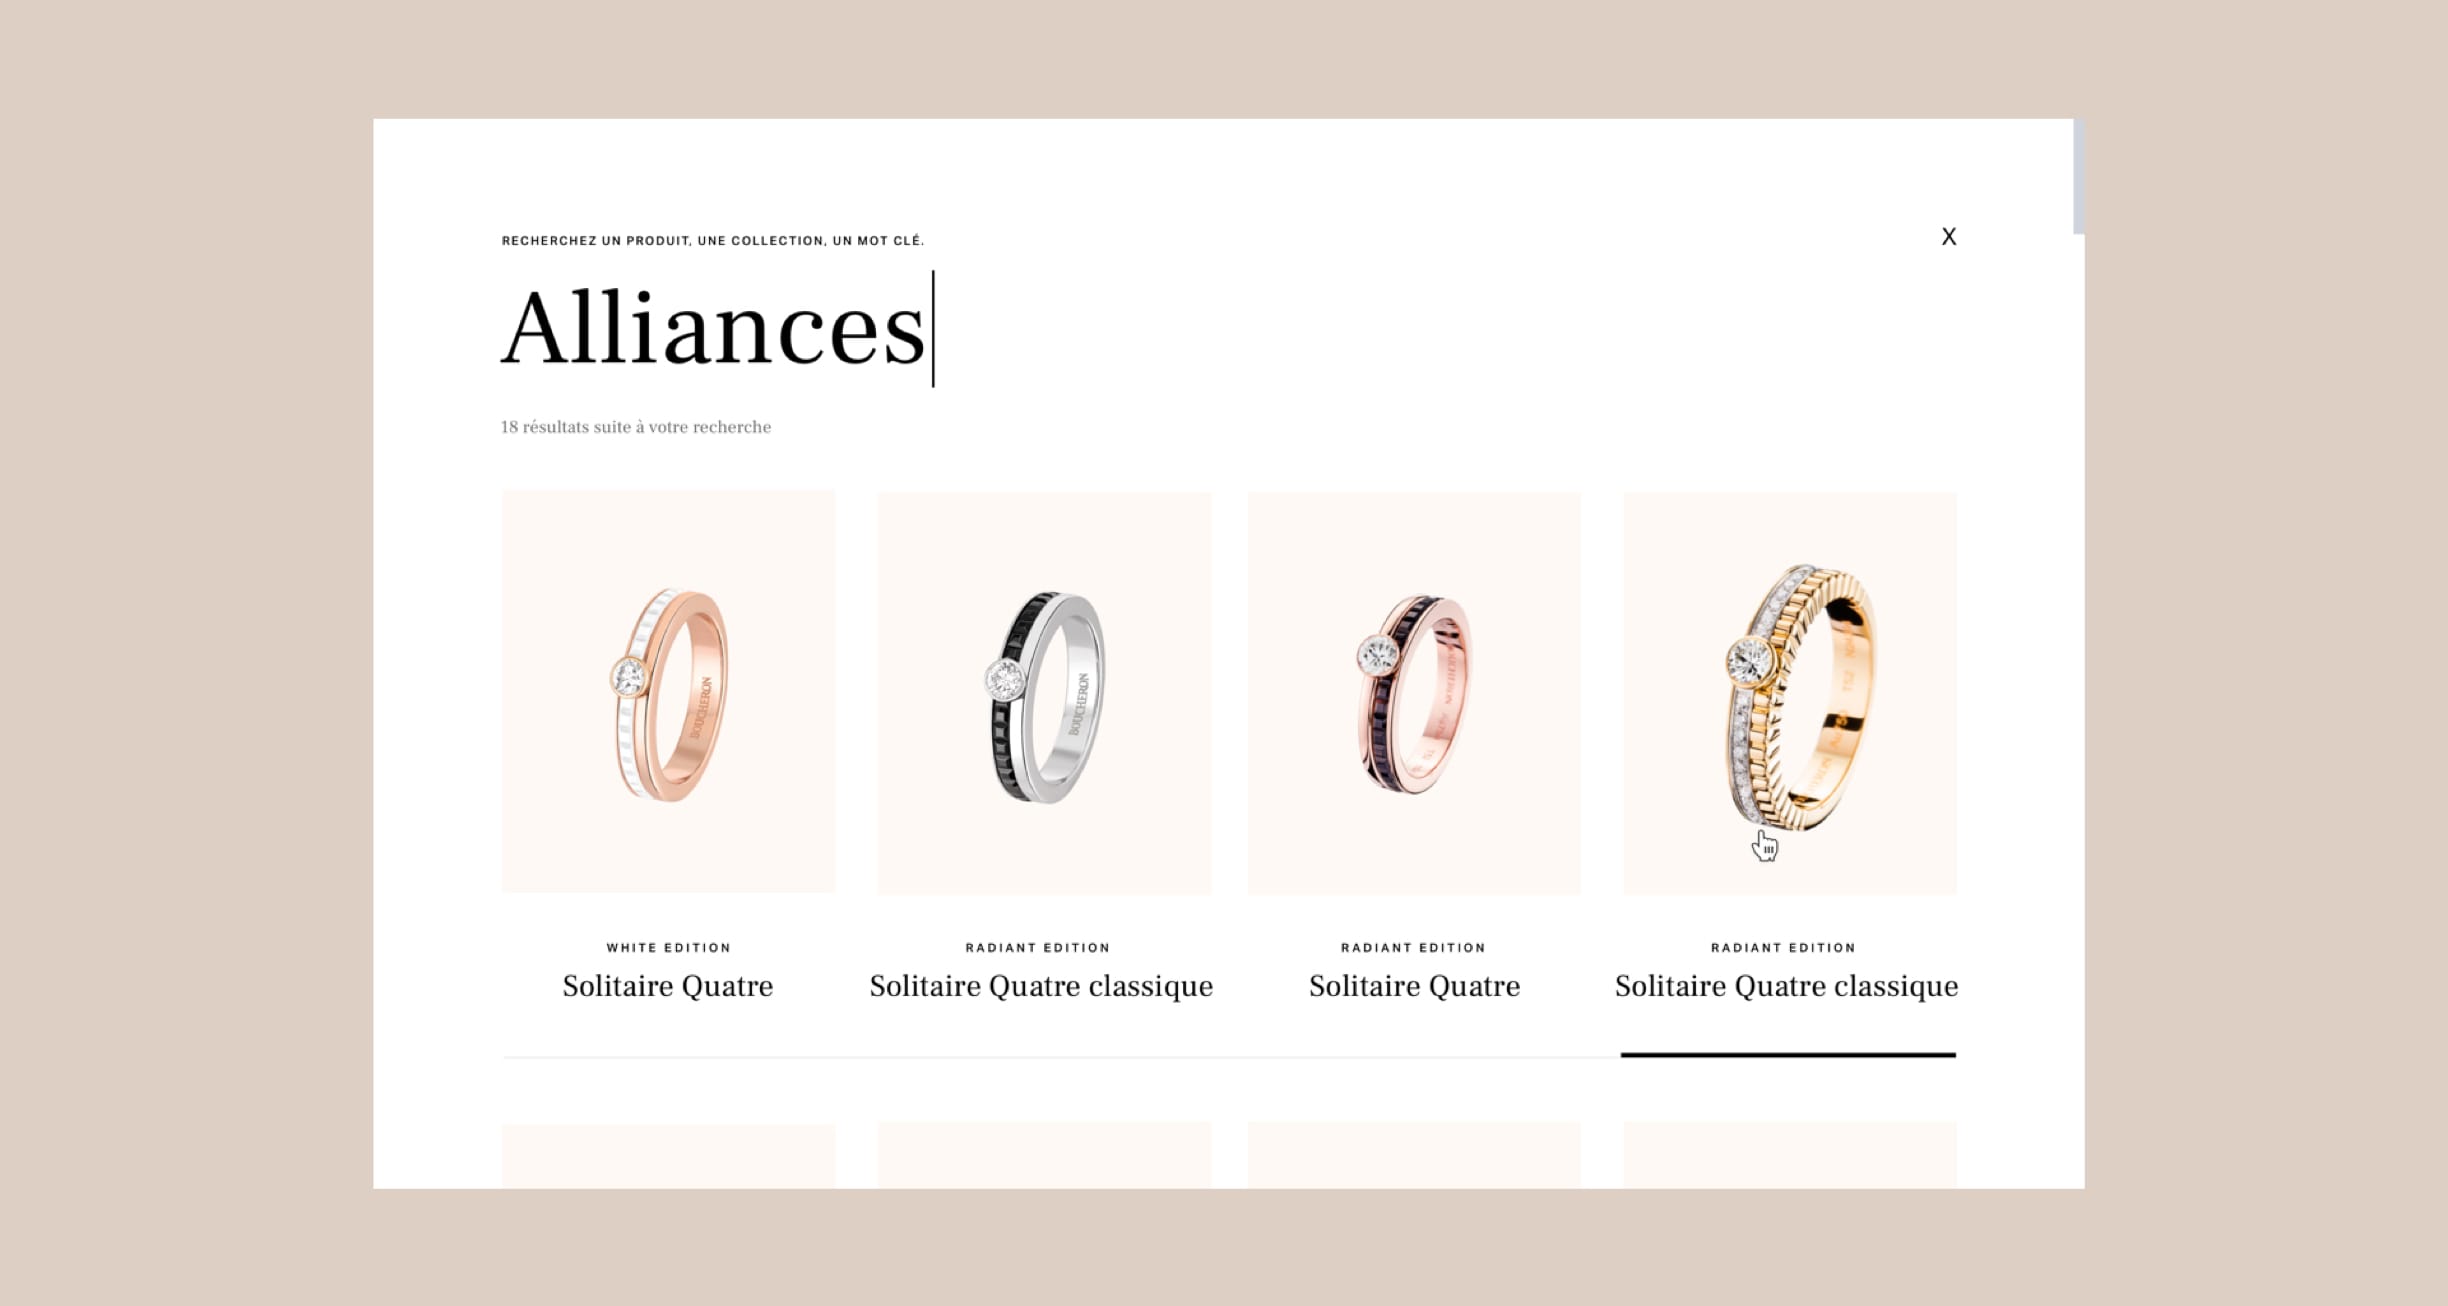 RECHERCHEZ UN PRODUIT, UNE COLLECTION, UN MOT CLÉ.
X
Alliances
18 résultats suite à votre recherche
BOUCHERON
BOUCHERON
WHITE EDITION
Solitaire Quatre
RADIANT EDITION
Solitaire Quatre classique
RADIANT EDITION
Solitaire Quatre
RADIANT EDITION
Solitaire Quatre classique